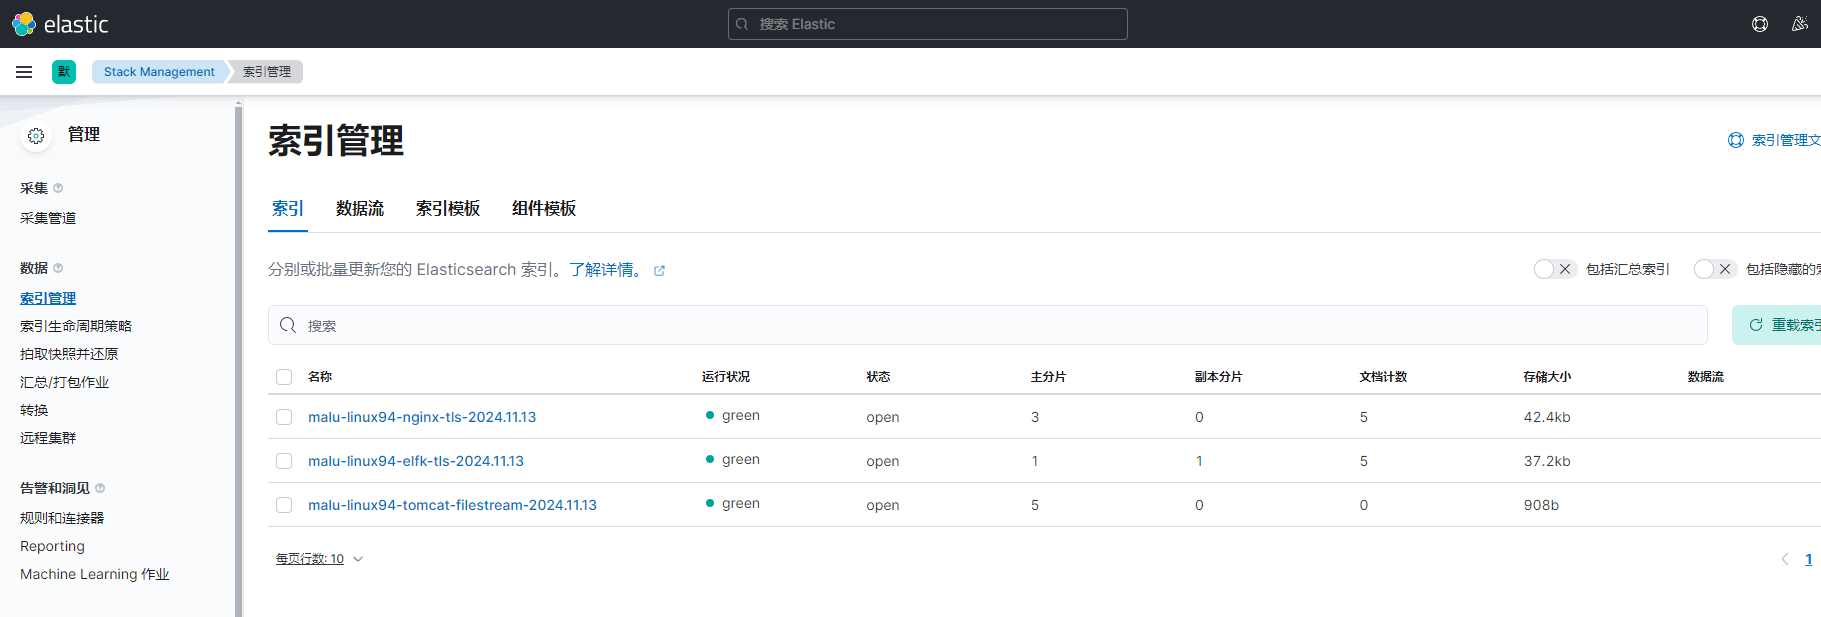 elastic
搜索 Elastic
默
Stack Management
索引管理
管理
采集
采集管道
数据
索引管理
索引生命周期策略
拍取快照并还原
汇总/打包作业
转换
远程集群
告警和洞见
规则和连接器
Reporting
Machine Learning 作业
索引管理
索引管理文
索引 数据流 索引模板 组件模板
分别或批量更新您的 Elasticsearch 索引。了解详情。
包括汇总索引 包括隐藏的索
搜索
重载索引
名称 运行状况 状态 主分片 副本分片 文档计数 存储大小 数据流
malu-linux94-nginx-tls-2024.11.13 green open 3 0 5 42.4kb
malu-linux94-elfk-tls-2024.11.13 green open 1 1 5 37.2kb
malu-linux94-tomcat-filestream-2024.11.13 green open 5 0 0 908b
每页行数: 10
1